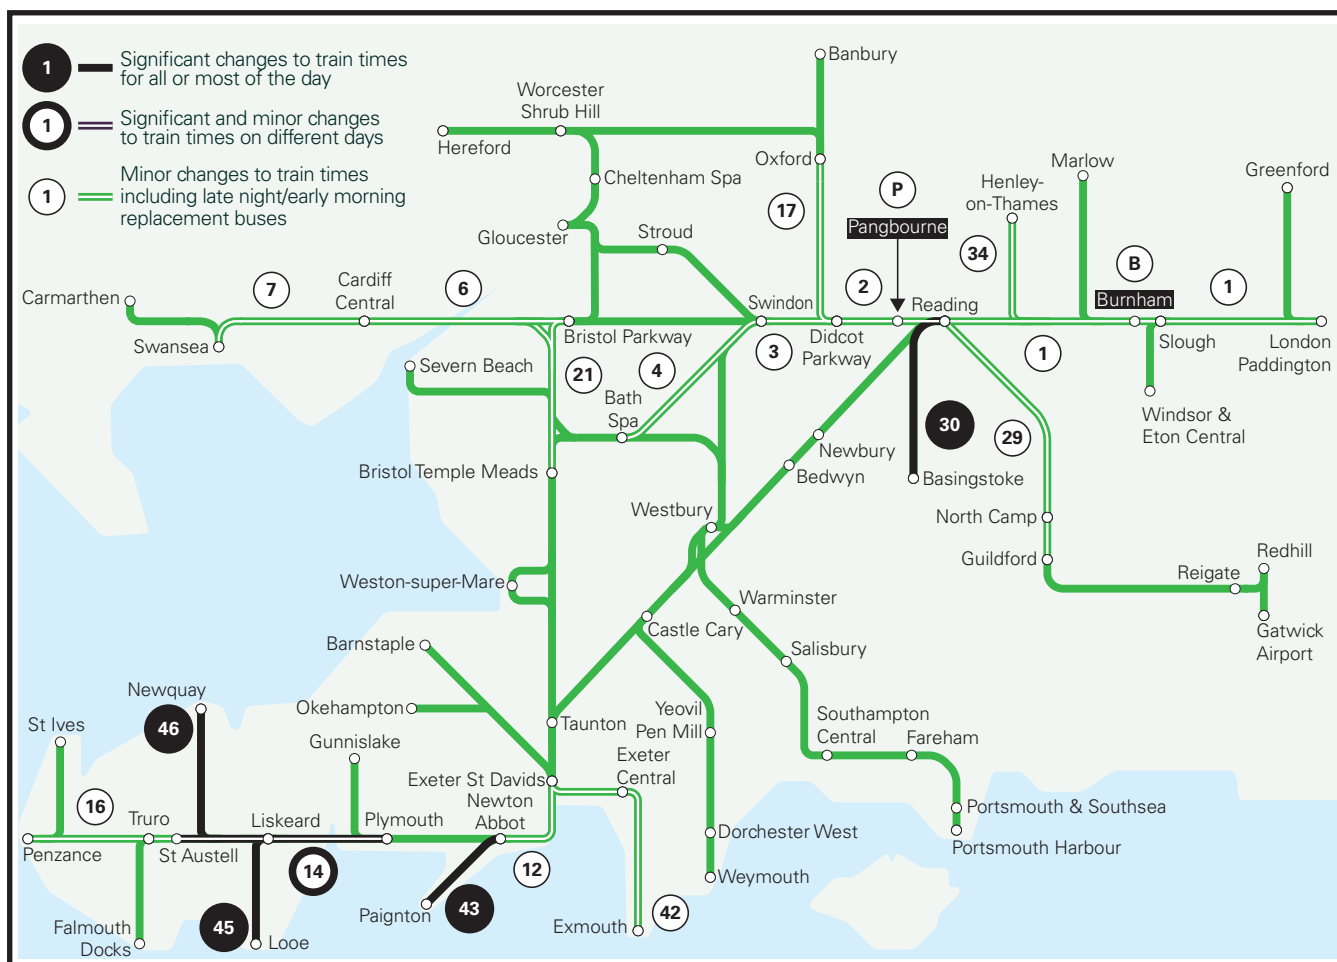 1
Significant changes to train times
for all or most of the day
1
Significant and minor changes
to train times on different days
1
Minor changes to train times
including late night/early morning
replacement buses
Banbury
Worcester
Shrub Hill
Hereford
Oxford
Cheltenham Spa
17
Gloucester
Stroud
P
Pangbourne
Henley-
on-Thames
34
Marlow
Greenford
B
Burnham
1
Carmarthen
7
Cardiff
Central
6
Swansea
Bristol Parkway
Swindon
2
Didcot
Parkway
Reading
3
1
Slough
London
Paddington
Severn Beach
21
4
Bath
Spa
Windsor &
Eton Central
30
29
Newbury
Bedwyn
Bristol Temple Meads
Basingstoke
Westbury
North Camp
Guildford
Redhill
Reigate
Gatwick
Airport
Weston-super-Mare
Warminster
Castle Cary
Salisbury
Barnstaple
Newquay
46
Okehampton
Taunton
Yeovil
Pen Mill
Southampton
Central
Fareham
St Ives
Gunnislake
Exeter St Davids
Exeter
Central
Newton
Abbot
16
Truro
Liskeard
Plymouth
Penzance
St Austell
14
12
Portsmouth & Southsea
Portsmouth Harbour
Dorchester West
Weymouth
Paignton
43
42
Exmouth
Falmouth
Docks
45
Looe